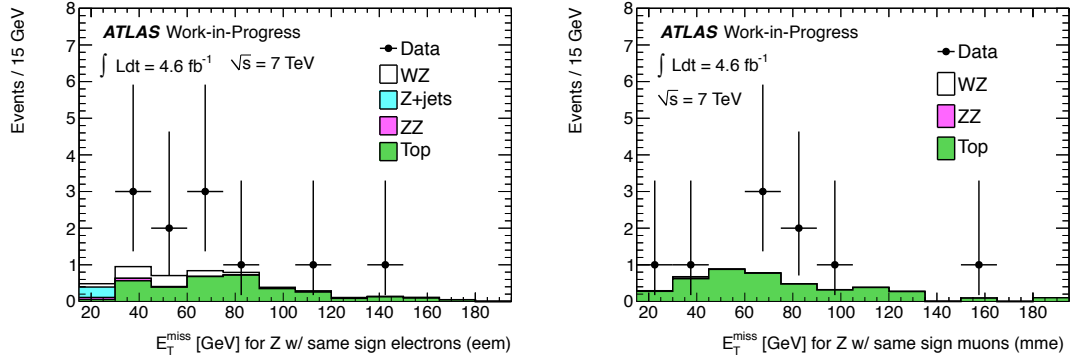 Events / 15 GeV
8
7
6
5
4
3
2
1
0
ATLAS Work-in-Progress
∫ Ldt = 4.6 fb⁻¹ √s = 7 TeV
Data
WZ
Z+jets
ZZ
Top
20 40 60 80 100 120 140 160 180
E_T^miss [GeV] for Z w/ same sign electrons (eem)
Events / 15 GeV
8
7
6
5
4
3
2
1
0
ATLAS Work-in-Progress
∫ Ldt = 4.6 fb⁻¹
√s = 7 TeV
Data
WZ
ZZ
Top
20 40 60 80 100 120 140 160 180
E_T^miss [GeV] for Z w/ same sign muons (mme)